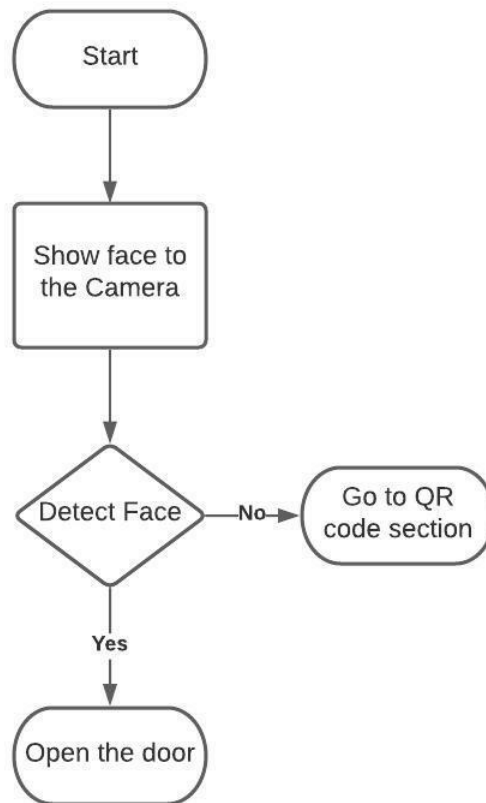 Start
Show face to
the Camera
Detect Face
No
Go to QR
code section
Yes
Open the door